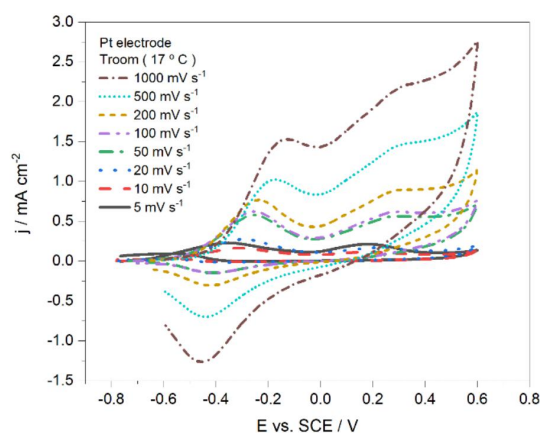 Pt electrode
Troom ( 17 ° C )
1000 mV s⁻¹
500 mV s⁻¹
200 mV s⁻¹
100 mV s⁻¹
50 mV s⁻¹
20 mV s⁻¹
10 mV s⁻¹
5 mV s⁻¹
j / mA cm⁻²
3.0
2.5
2.0
1.5
1.0
0.5
0.0
-0.5
-1.0
-1.5
-0.8 -0.6 -0.4 -0.2 0.0 0.2 0.4 0.6 0.8
E vs. SCE / V